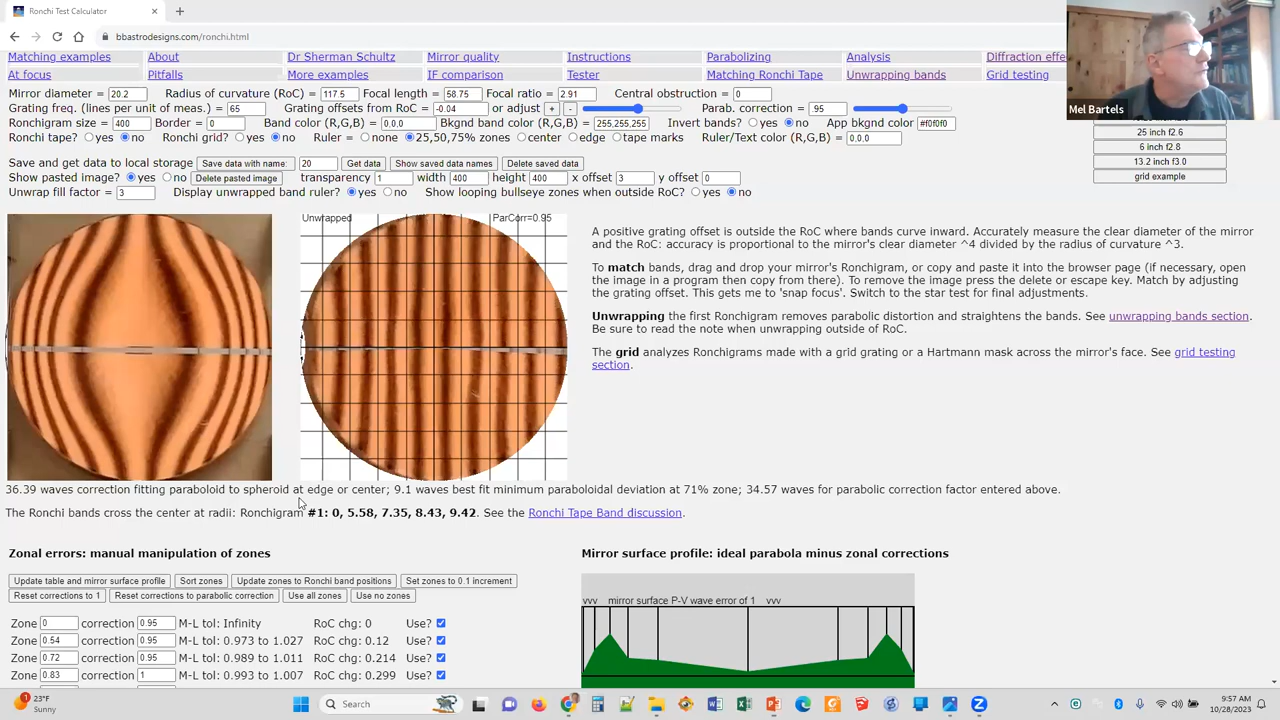 Ronchi Test Calculator
bbastrodesigns.com/ronchi.html
Matching examples About Dr Sherman Schultz Mirror quality Instructions Parabolizing Analysis Diffraction effe
At focus Pitfalls More examples IF comparison Tester Matching Ronchi Tape Unwrapping bands Grid testing
Mel Bartels
Mirror diameter = 20.2 Radius of curvature (RoC) = 117.5 Focal length = 58.75 Focal ratio = 2.91 Central obstruction = 0
Grating freq. (lines per unit of meas.) = 65 Grating offsets from RoC = -0.04 or adjust + - Parab. correction = .95
Ronchigram size = 400 Border = 0 Band color (R,G,B) = 0,0,0 Bkgnd band color (R,G,B) = 255,255,255 Invert bands? yes no App bkgnd color #f0f0f0
Ronchi tape? yes no Ronchi grid? yes no Ruler = none 25,50,75% zones center edge tape marks Ruler/Text color (R,G,B) = 0,0,0
25 inch f2.6
6 inch f2.8
13.2 inch f3.0
grid example
Save and get data to local storage Save data with name: 20 Get data Show saved data names Delete saved data
Show pasted image? yes no Delete pasted image transparency 1 width 400 height 400 x offset 3 y offset 0
Unwrap fill factor = 3 Display unwrapped band ruler? yes no Show looping bullseye zones when outside RoC? yes no
Unwrapped ParCorr=0.95
A positive grating offset is outside the RoC where bands curve inward. Accurately measure the clear diameter of the mirror
and the RoC: accuracy is proportional to the mirror's clear diameter ^4 divided by the radius of curvature ^3.
To match bands, drag and drop your mirror's Ronchigram, or copy and paste it into the browser page (if necessary, open
the image in a program then copy from there). To remove the image press the delete or escape key. Match by adjusting
the grating offset. This gets me to 'snap focus'. Switch to the star test for final adjustments.
Unwrapping the first Ronchigram removes parabolic distortion and straightens the bands. See unwrapping bands section.
Be sure to read the note when unwrapping outside of RoC.
The grid analyzes Ronchigrams made with a grid grating or a Hartmann mask across the mirror's face. See grid testing
section.
36.39 waves correction fitting paraboloid to spheroid at edge or center; 9.1 waves best fit minimum paraboloidal deviation at 71% zone; 34.57 waves for parabolic correction factor entered above.
The Ronchi bands cross the center at radii: Ronchigram #1: 0, 5.58, 7.35, 8.43, 9.42. See the Ronchi Tape Band discussion.
Zonal errors: manual manipulation of zones
Update table and mirror surface profile Sort zones Update zones to Ronchi band positions Set zones to 0.1 increment
Reset corrections to 1 Reset corrections to parabolic correction Use all zones Use no zones
Zone 0 correction 0.95 M-L tol: Infinity RoC chg: 0 Use?
Zone 0.54 correction 0.95 M-L tol: 0.973 to 1.027 RoC chg: 0.12 Use?
Zone 0.72 correction 0.95 M-L tol: 0.989 to 1.011 RoC chg: 0.214 Use?
Zone 0.83 correction 1 M-L tol: 0.993 to 1.007 RoC chg: 0.299 Use?
Mirror surface profile: ideal parabola minus zonal corrections
vvv mirror surface P-V wave error of 1 vvv
1
23°F
Sunny
Search
9:57 AM
10/28/2023